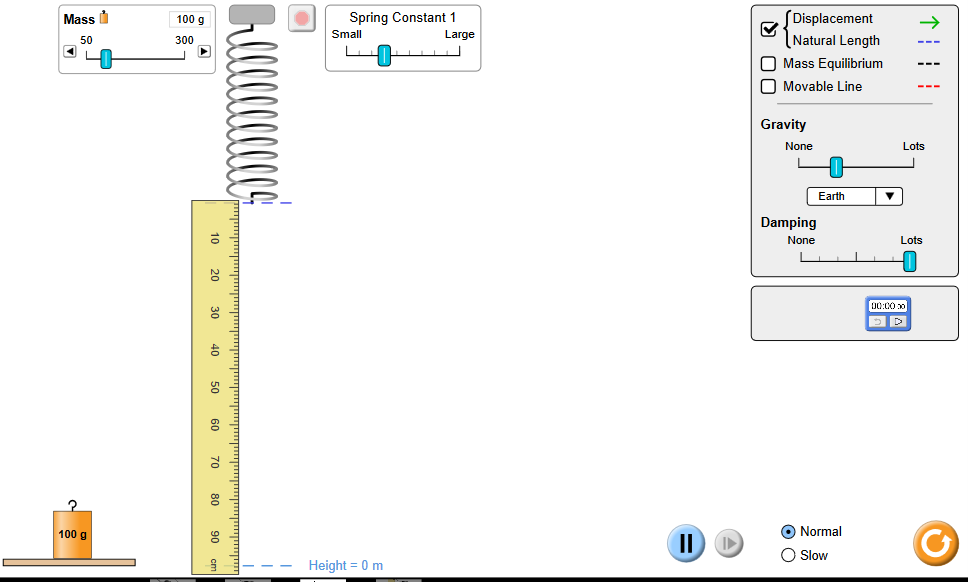 Mass
100 g
50
300
Spring Constant 1
Small
Large
Displacement
Natural Length
Mass Equilibrium
Movable Line
Gravity
None
Lots
Earth
Damping
None
Lots
00:00
10
20
30
40
50
60
70
80
90
cm
100 g
Height = 0 m
Normal
Slow